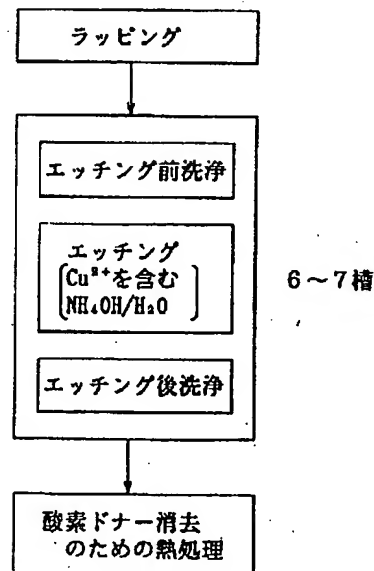 ラッピング
エッチング前洗浄
エッチング
Cu²⁺を含む
NH₄OH/H₂O
6～7槽
エッチング後洗浄
酸素ドナー消去
のための熱処理